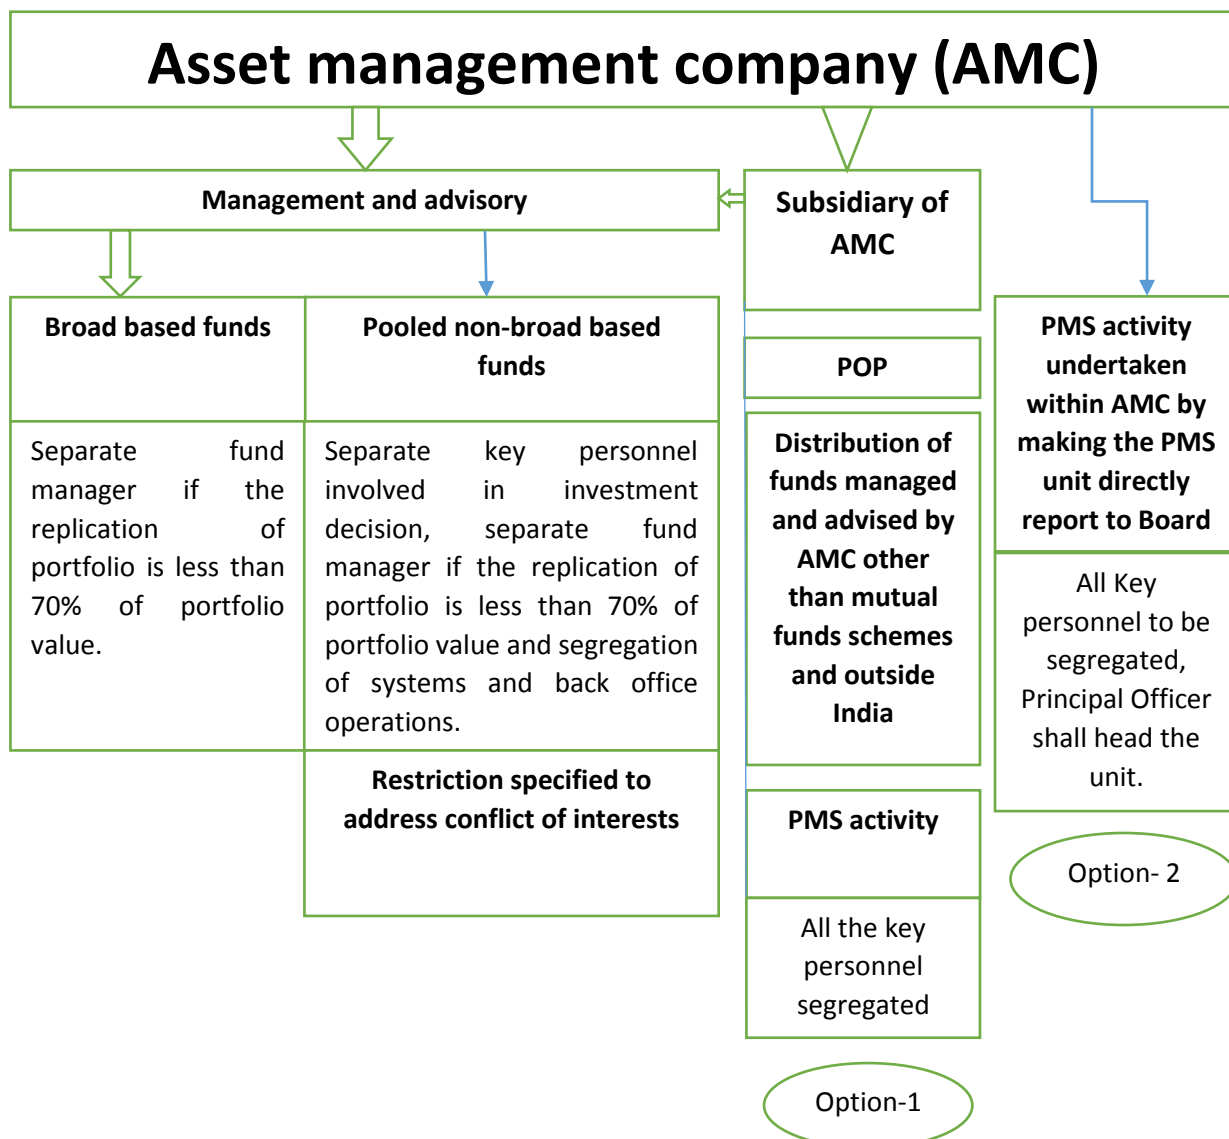 Asset management company (AMC)
Management and advisory
Subsidiary of
AMC
Broad based funds
Pooled non-broad based
funds
Separate fund
manager if the
replication of
portfolio is less than
70% of portfolio
value.
Separate key personnel
involved in investment
decision, separate fund
manager if the replication of
portfolio is less than 70% of
portfolio value and segregation
of systems and back office
operations.
Restriction specified to
address conflict of interests
POP
Distribution of
funds managed
and advised by
AMC other
than mutual
funds schemes
and outside
India
PMS activity
All the key
personnel
segregated
Option-1
PMS activity
undertaken
within AMC by
making the PMS
unit directly
report to Board
All Key
personnel to be
segregated,
Principal Officer
shall head the
unit.
Option- 2